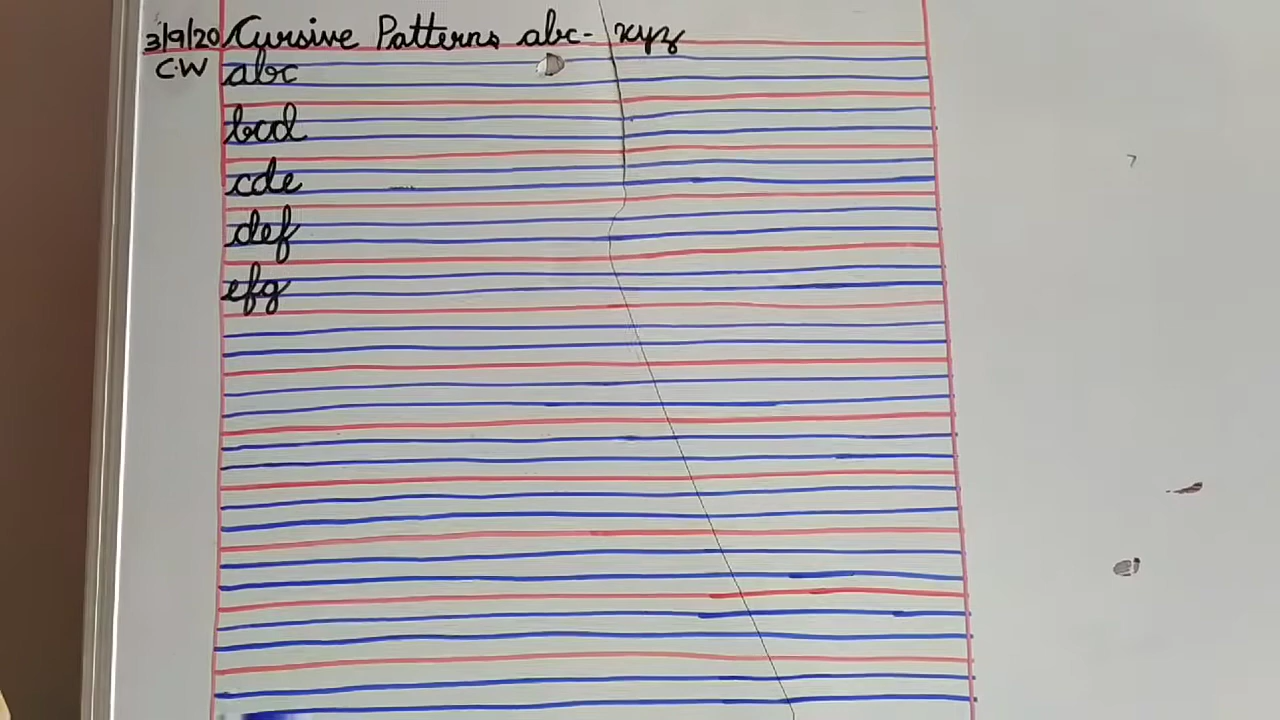 3/9/20 Cursive Patterns abc- xyz
C.W abc
bcd
cde
def
efg